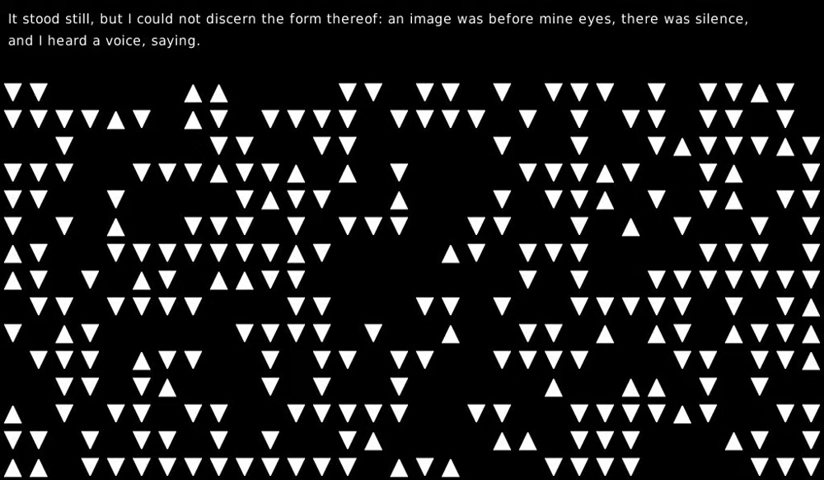 It stood still, but I could not discern the form thereof: an image was before mine eyes, there was silence,
and I heard a voice, saying.